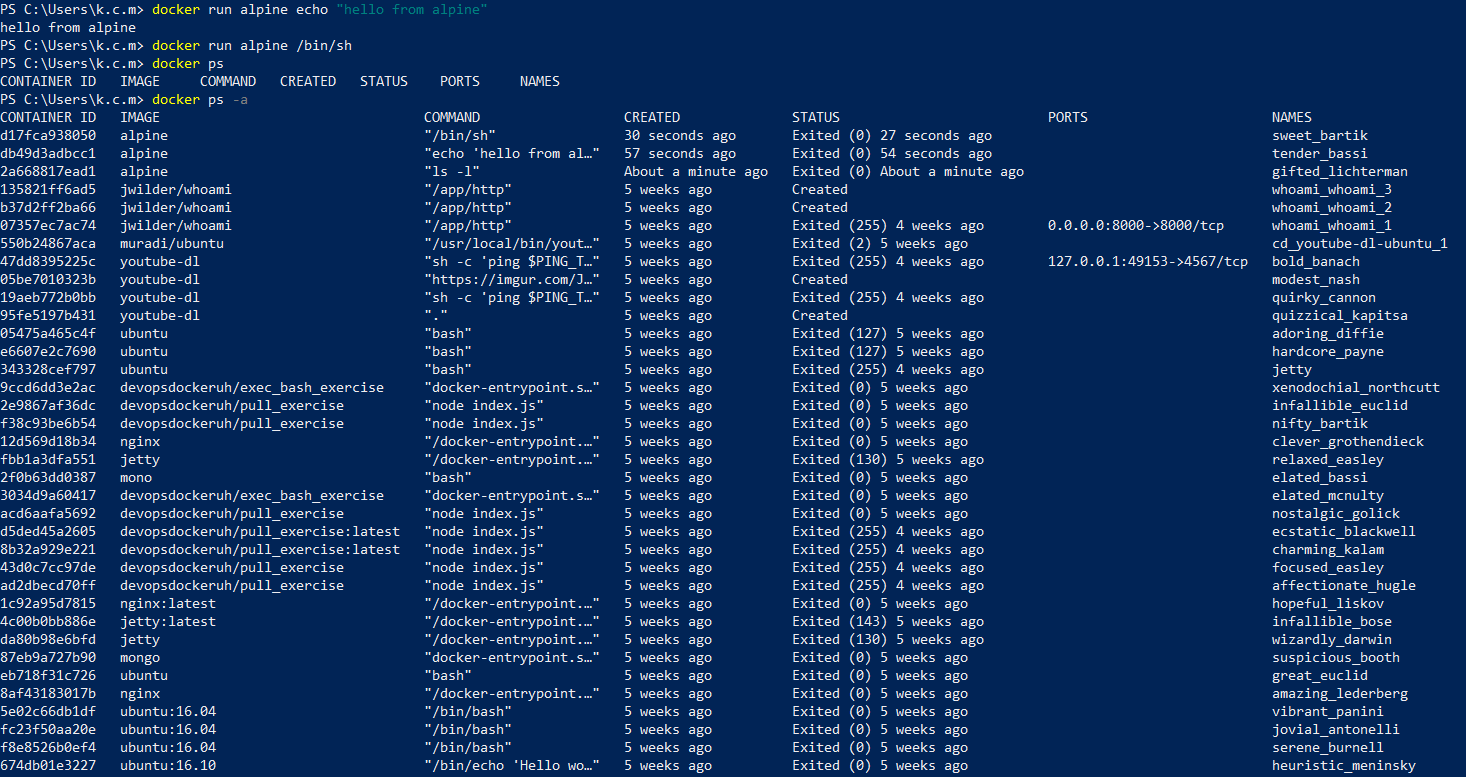 PS C:\Users\k.c.m> docker run alpine echo "hello from alpine"
hello from alpine
PS C:\Users\k.c.m> docker run alpine /bin/sh
PS C:\Users\k.c.m> docker ps
CONTAINER ID   IMAGE     COMMAND   CREATED   STATUS    PORTS     NAMES
PS C:\Users\k.c.m> docker ps -a
CONTAINER ID   IMAGE   COMMAND   CREATED   STATUS   PORTS   NAMES
d17fca938050   alpine   "/bin/sh"   30 seconds ago   Exited (0) 27 seconds ago   sweet_bartik
db49d3adbcc1   alpine   "echo 'hello from al…"   57 seconds ago   Exited (0) 54 seconds ago   tender_bassi
2a668817ead1   alpine   "ls -l"   About a minute ago   Exited (0) About a minute ago   gifted_lichterman
135821ff6ad5   jwilder/whoami   "/app/http"   5 weeks ago   Created   whoami_whoami_3
b37d2ff2ba66   jwilder/whoami   "/app/http"   5 weeks ago   Created   whoami_whoami_2
07357ec7ac74   jwilder/whoami   "/app/http"   5 weeks ago   Exited (255) 4 weeks ago   0.0.0.0:8000->8000/tcp   whoami_whoami_1
550b24867aca   muradi/ubuntu   "/usr/local/bin/yout…"   5 weeks ago   Exited (2) 5 weeks ago   cd_youtube-dl-ubuntu_1
47dd8395225c   youtube-dl   "sh -c 'ping $PING_T…"   5 weeks ago   Exited (255) 4 weeks ago   127.0.0.1:49153->4567/tcp   bold_banach
05be7010323b   youtube-dl   "https://imgur.com/J…"   5 weeks ago   Created   modest_nash
19aeb772b0bb   youtube-dl   "sh -c 'ping $PING_T…"   5 weeks ago   Exited (255) 4 weeks ago   quirky_cannon
95fe5197b431   youtube-dl   "."   5 weeks ago   Created   quizzical_kapitsa
05475a465c4f   ubuntu   "bash"   5 weeks ago   Exited (127) 5 weeks ago   adoring_diffie
e6607e2c7690   ubuntu   "bash"   5 weeks ago   Exited (127) 5 weeks ago   hardcore_payne
343328cef797   ubuntu   "bash"   5 weeks ago   Exited (255) 4 weeks ago   jetty
9ccd6dd3e2ac   devopsdockeruh/exec_bash_exercise   "docker-entrypoint.s…"   5 weeks ago   Exited (0) 5 weeks ago   xenodochial_northcutt
2e9867af36dc   devopsdockeruh/pull_exercise   "node index.js"   5 weeks ago   Exited (0) 5 weeks ago   infallible_euclid
f38c93be6b54   devopsdockeruh/pull_exercise   "node index.js"   5 weeks ago   Exited (0) 5 weeks ago   nifty_bartik
12d569d18b34   nginx   "/docker-entrypoint.…"   5 weeks ago   Exited (0) 5 weeks ago   clever_grothendieck
fbb1a3dfa551   jetty   "/docker-entrypoint.…"   5 weeks ago   Exited (130) 5 weeks ago   relaxed_easley
2f0b63dd0387   mono   "bash"   5 weeks ago   Exited (0) 5 weeks ago   elated_bassi
3034d9a60417   devopsdockeruh/exec_bash_exercise   "docker-entrypoint.s…"   5 weeks ago   Exited (0) 5 weeks ago   elated_mcnulty
acd6aafa5692   devopsdockeruh/pull_exercise   "node index.js"   5 weeks ago   Exited (0) 5 weeks ago   nostalgic_golick
d5ded45a2605   devopsdockeruh/pull_exercise:latest   "node index.js"   5 weeks ago   Exited (255) 4 weeks ago   ecstatic_blackwell
8b32a929e221   devopsdockeruh/pull_exercise:latest   "node index.js"   5 weeks ago   Exited (255) 4 weeks ago   charming_kalam
43d0c7cc97de   devopsdockeruh/pull_exercise   "node index.js"   5 weeks ago   Exited (255) 4 weeks ago   focused_easley
ad2dbecd70ff   devopsdockeruh/pull_exercise   "node index.js"   5 weeks ago   Exited (255) 4 weeks ago   affectionate_hugle
1c92a95d7815   nginx:latest   "/docker-entrypoint.…"   5 weeks ago   Exited (0) 5 weeks ago   hopeful_liskov
4c00b0bb886e   jetty:latest   "/docker-entrypoint.…"   5 weeks ago   Exited (143) 5 weeks ago   infallible_bose
da80b98e6bfd   jetty   "/docker-entrypoint.…"   5 weeks ago   Exited (130) 5 weeks ago   wizardly_darwin
87eb9a727b90   mongo   "docker-entrypoint.s…"   5 weeks ago   Exited (0) 5 weeks ago   suspicious_booth
eb718f31c726   ubuntu   "bash"   5 weeks ago   Exited (0) 5 weeks ago   great_euclid
8af43183017b   nginx   "/docker-entrypoint.…"   5 weeks ago   Exited (0) 5 weeks ago   amazing_lederberg
5e02c66db1df   ubuntu:16.04   "/bin/bash"   5 weeks ago   Exited (0) 5 weeks ago   vibrant_panini
fc23f50aa20e   ubuntu:16.04   "/bin/bash"   5 weeks ago   Exited (0) 5 weeks ago   jovial_antonelli
f8e8526b0ef4   ubuntu:16.04   "/bin/bash"   5 weeks ago   Exited (0) 5 weeks ago   serene_burnell
674db01e3227   ubuntu:16.10   "/bin/echo 'Hello wo…"   5 weeks ago   Exited (0) 5 weeks ago   heuristic_meninsky